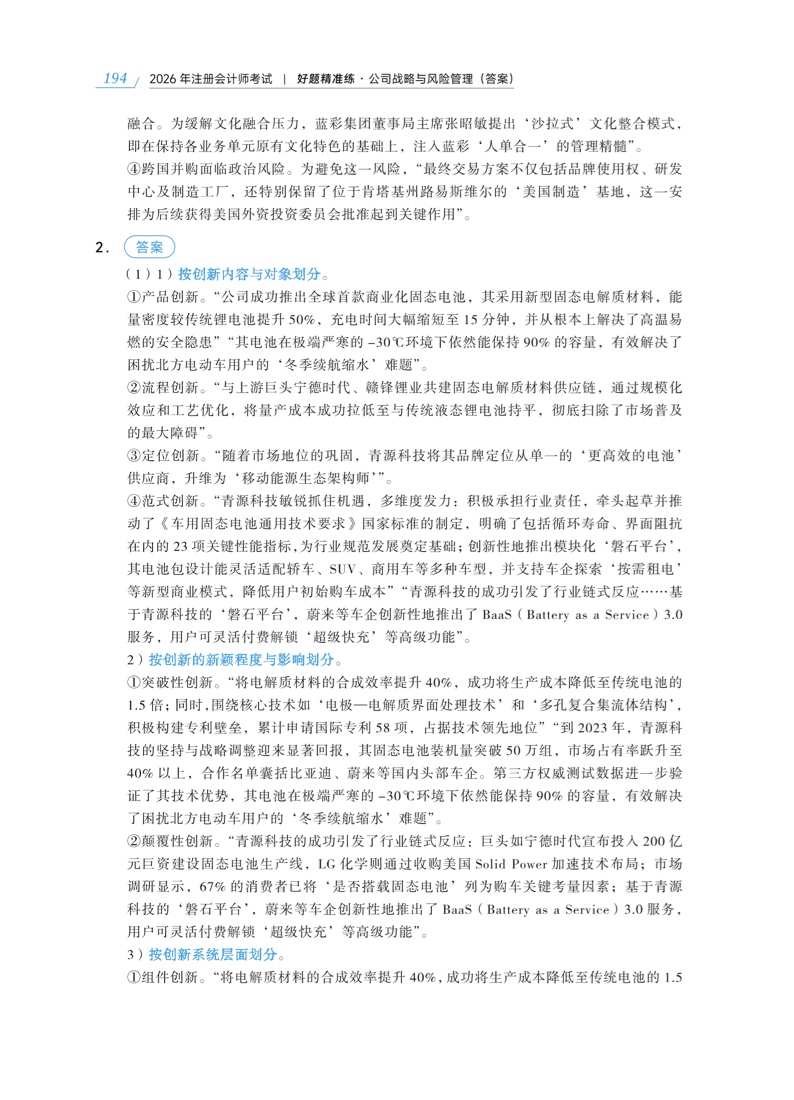 194 2026 年注册会计师考试 | 好题精准练·公司战略与风险管理（答案）
融合。为缓解文化融合压力，蓝彩集团董事局主席张昭敏提出‘沙拉式’文化整合模式，
即在保持各业务单元原有文化特色的基础上，注入蓝彩‘人单合一’的管理精髓”。
④跨国并购面临政治风险。为避免这一风险，“最终交易方案不仅包括品牌使用权、研发
中心及制造工厂，还特别保留了位于肯塔基州路易斯维尔的‘美国制造’基地，这一安
排为后续获得美国外资投资委员会批准起到关键作用”。
2. 答案
（1）1）按创新内容与对象划分。
①产品创新。“公司成功推出全球首款商业化固态电池，其采用新型固态电解质材料，能
量密度较传统锂电池提升 50%，充电时间大幅缩短至 15 分钟，并从根本上解决了高温易
燃的安全隐患”“其电池在极端严寒的 -30℃环境下依然能保持 90% 的容量，有效解决了
困扰北方电动车用户的‘冬季续航缩水’难题”。
②流程创新。“与上游巨头宁德时代、赣锋锂业共建固态电解质材料供应链，通过规模化
效应和工艺优化，将量产成本成功拉低至与传统液态锂电池持平，彻底扫除了市场普及
的最大障碍”。
③定位创新。“随着市场地位的巩固，青源科技将其品牌定位从单一的‘更高效的电池’
供应商，升维为‘移动能源生态架构师’”。
④范式创新。“青源科技敏锐抓住机遇，多维度发力：积极承担行业责任，牵头起草并推
动了《车用固态电池通用技术要求》国家标准的制定，明确了包括循环寿命、界面阻抗
在内的 23 项关键性能指标，为行业规范发展奠定基础；创新性地推出模块化‘磐石平台’，
其电池包设计能灵活适配轿车、SUV、商用车等多种车型，并支持车企探索‘按需租电’
等新型商业模式，降低用户初始购车成本”“青源科技的成功引发了行业链式反应……基
于青源科技的‘磐石平台’，蔚来等车企创新性地推出了 BaaS（Battery as a Service）3.0
服务，用户可灵活付费解锁‘超级快充’等高级功能”。
2）按创新的新颖程度与影响划分。
①突破性创新。“将电解质材料的合成效率提升 40%，成功将生产成本降低至传统电池的
1.5 倍；同时，围绕核心技术如‘电极—电解质界面处理技术’和‘多孔复合集流体结构’，
积极构建专利壁垒，累计申请国际专利 58 项，占据技术领先地位”“到 2023 年，青源科
技的坚持与战略调整迎来显著回报，其固态电池装机量突破 50 万组，市场占有率跃升至
40% 以上，合作名单囊括比亚迪、蔚来等国内头部车企。第三方权威测试数据进一步验
证了其技术优势，其电池在极端严寒的 -30℃环境下依然能保持 90% 的容量，有效解决
了困扰北方电动车用户的‘冬季续航缩水’难题”。
②颠覆性创新。“青源科技的成功引发了行业链式反应：巨头如宁德时代宣布投入 200 亿
元巨资建设固态电池生产线，LG 化学则通过收购美国 Solid Power 加速技术布局；市场
调研显示，67% 的消费者已将‘是否搭载固态电池’列为购车关键考量因素；基于青源
科技的‘磐石平台’，蔚来等车企创新性地推出了 BaaS（Battery as a Service）3.0 服务，
用户可灵活付费解锁‘超级快充’等高级功能”。
3）按创新系统层面划分。
①组件创新。“将电解质材料的合成效率提升 40%，成功将生产成本降低至传统电池的 1.5